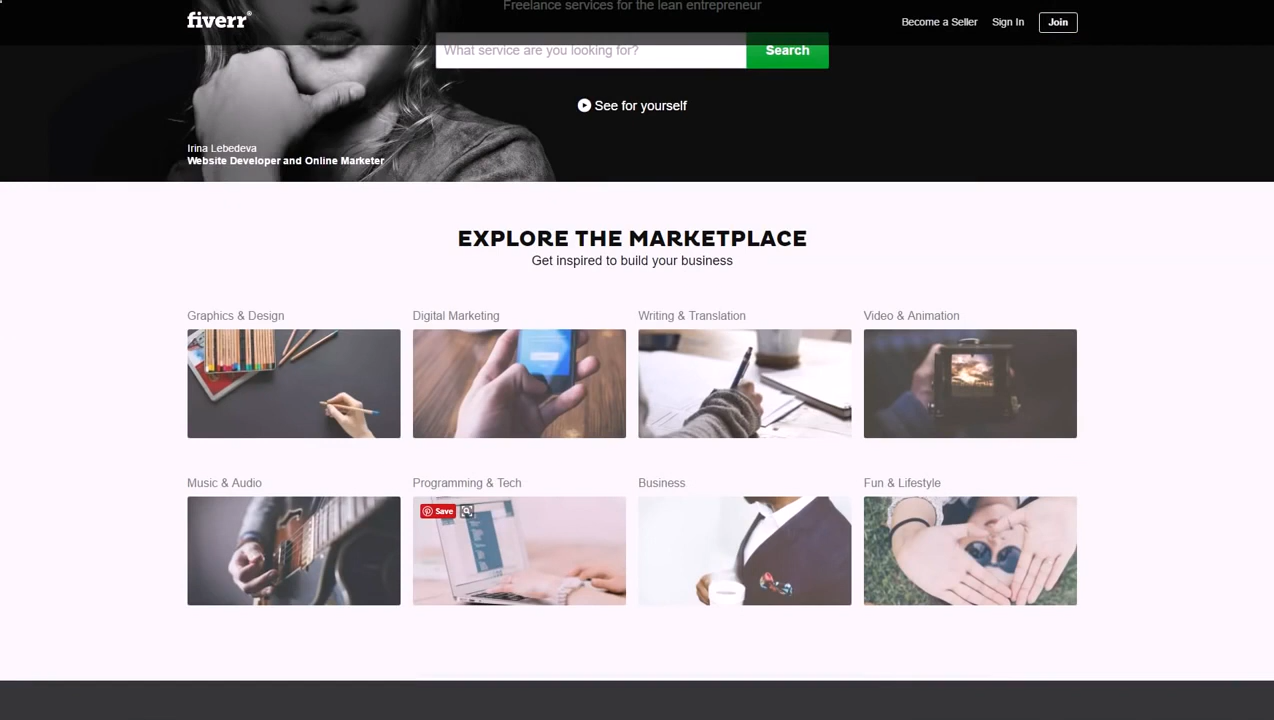 Freelance services for the lean entrepreneur
fiverr®
Become a Seller
Sign In
Join
What service are you looking for?
Search
See for yourself
Irina Lebedeva
Website Developer and Online Marketer
EXPLORE THE MARKETPLACE
Get inspired to build your business
Graphics & Design
Digital Marketing
Writing & Translation
Video & Animation
Music & Audio
Programming & Tech
Business
Fun & Lifestyle
Save